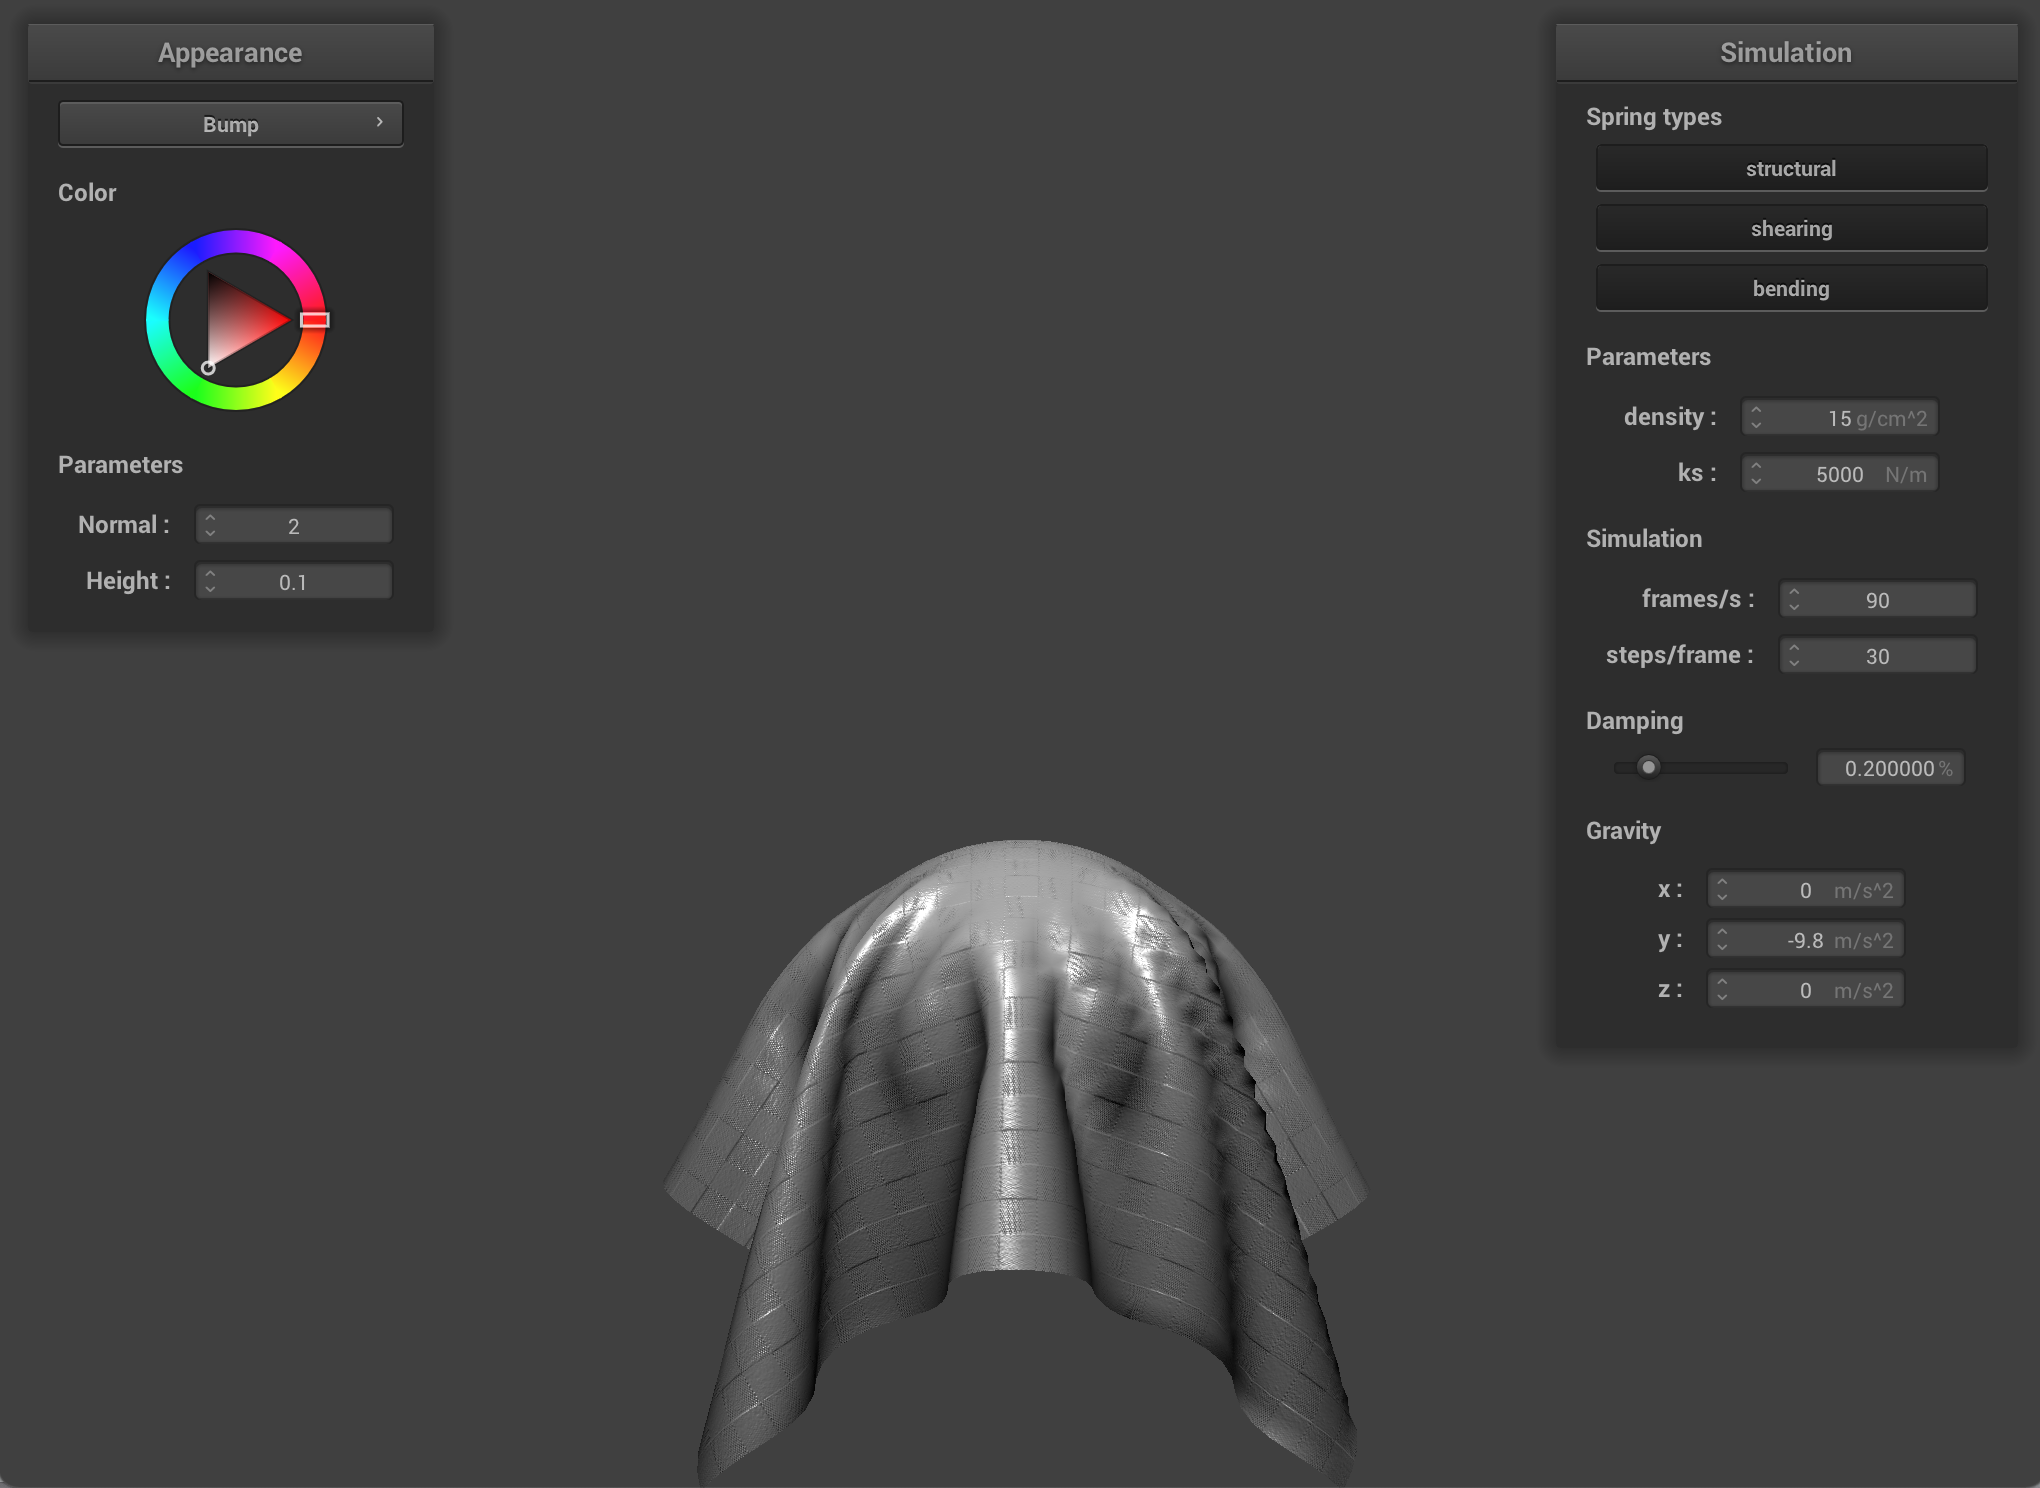 Appearance
Bump
Color
Parameters
Normal : 2
Height : 0.1
Simulation
Spring types
structural
shearing
bending
Parameters
density : 15 g/cm^2
ks : 5000 N/m
Simulation
frames/s : 90
steps/frame : 30
Damping
0.200000 %
Gravity
x : 0 m/s^2
y : -9.8 m/s^2
z : 0 m/s^2